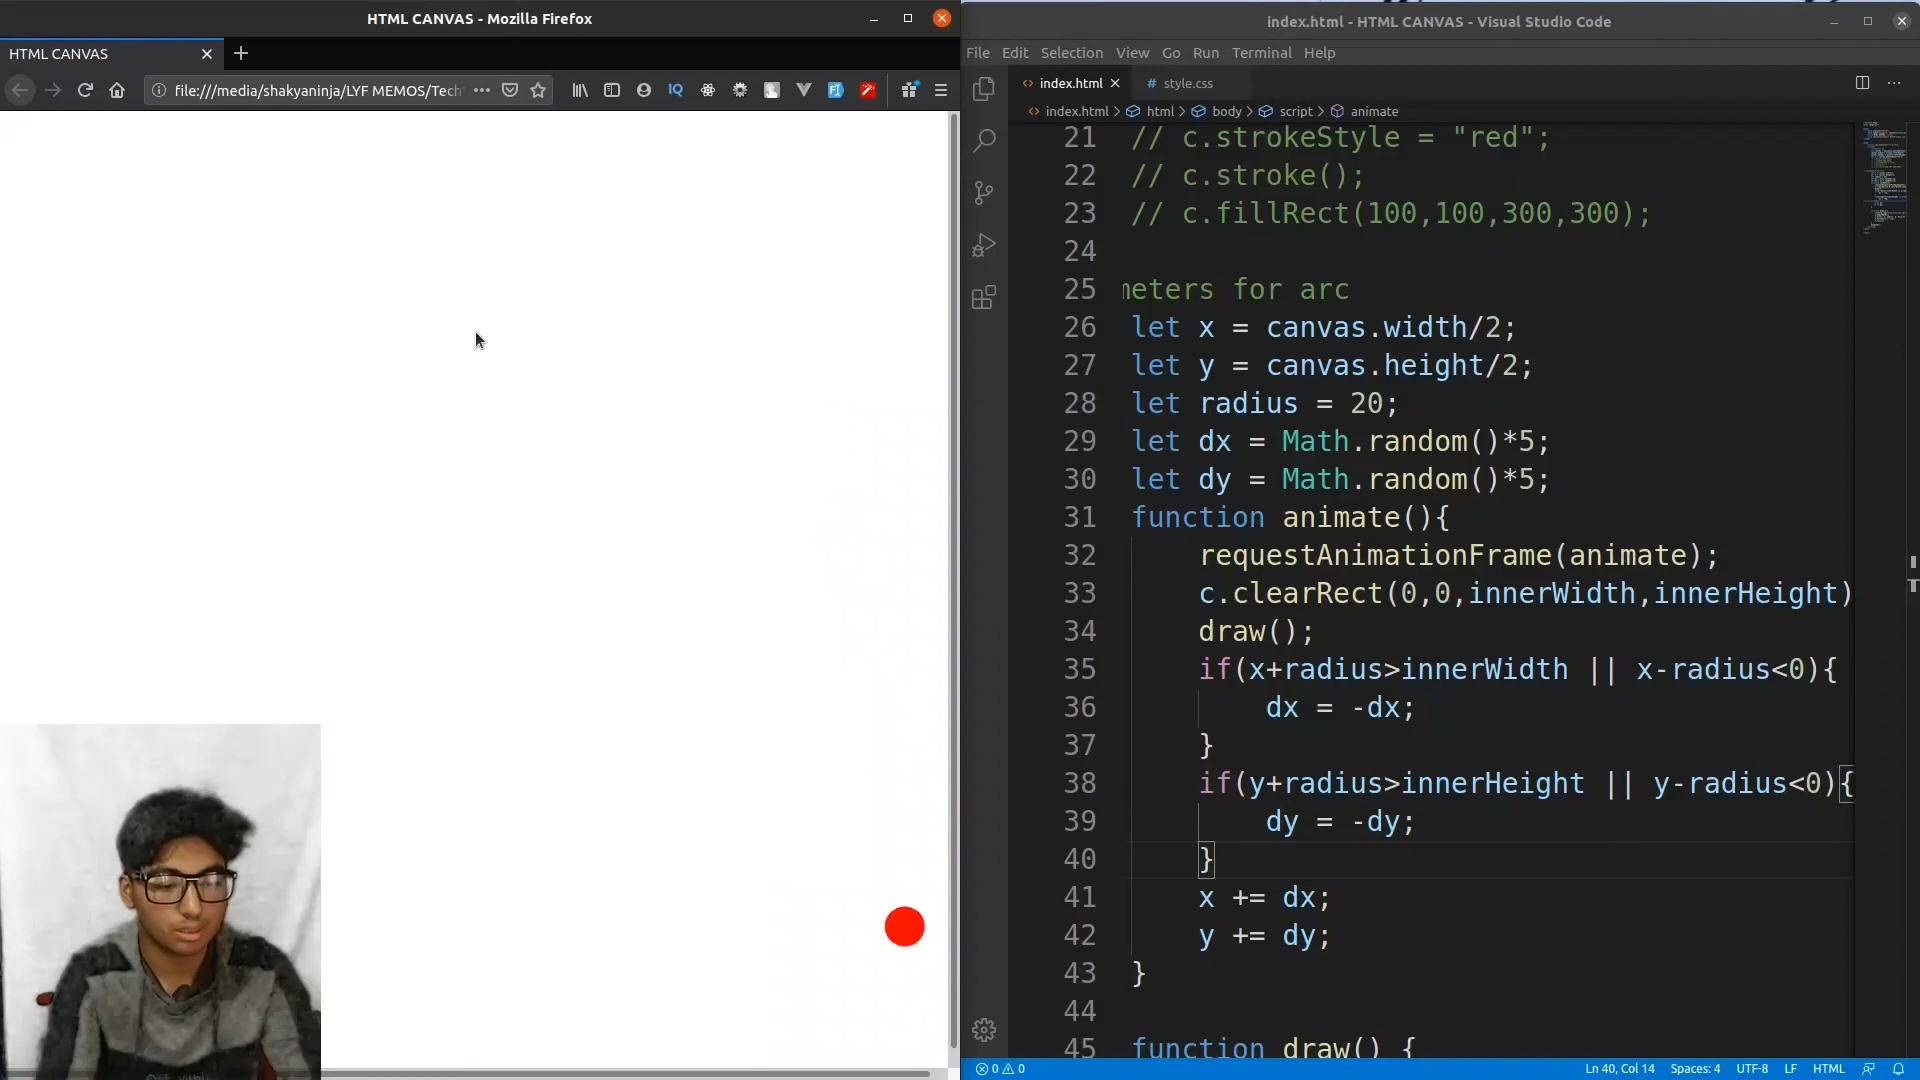 HTML CANVAS - Mozilla Firefox
HTML CANVAS
file:///media/shakyaninja/LYF MEMOS/Tech
IQ
index.html - HTML CANVAS - Visual Studio Code
File Edit Selection View Go Run Terminal Help
index.html
# style.css
index.html > html > body > script > animate
21 // c.strokeStyle = "red";
22 // c.stroke();
23 // c.fillRect(100,100,300,300);
24
25 meters for arc
26 let x = canvas.width/2;
27 let y = canvas.height/2;
28 let radius = 20;
29 let dx = Math.random()*5;
30 let dy = Math.random()*5;
31 function animate(){
32 requestAnimationFrame(animate);
33 c.clearRect(0,0,innerWidth,innerHeight)
34 draw();
35 if(x+radius>innerWidth || x-radius<0){
36 dx = -dx;
37 }
38 if(y+radius>innerHeight || y-radius<0){
39 dy = -dy;
40 }
41 x += dx;
42 y += dy;
43 }
44
45 function draw() {
0 0
Ln 40, Col 14 Spaces: 4 UTF-8 LF HTML